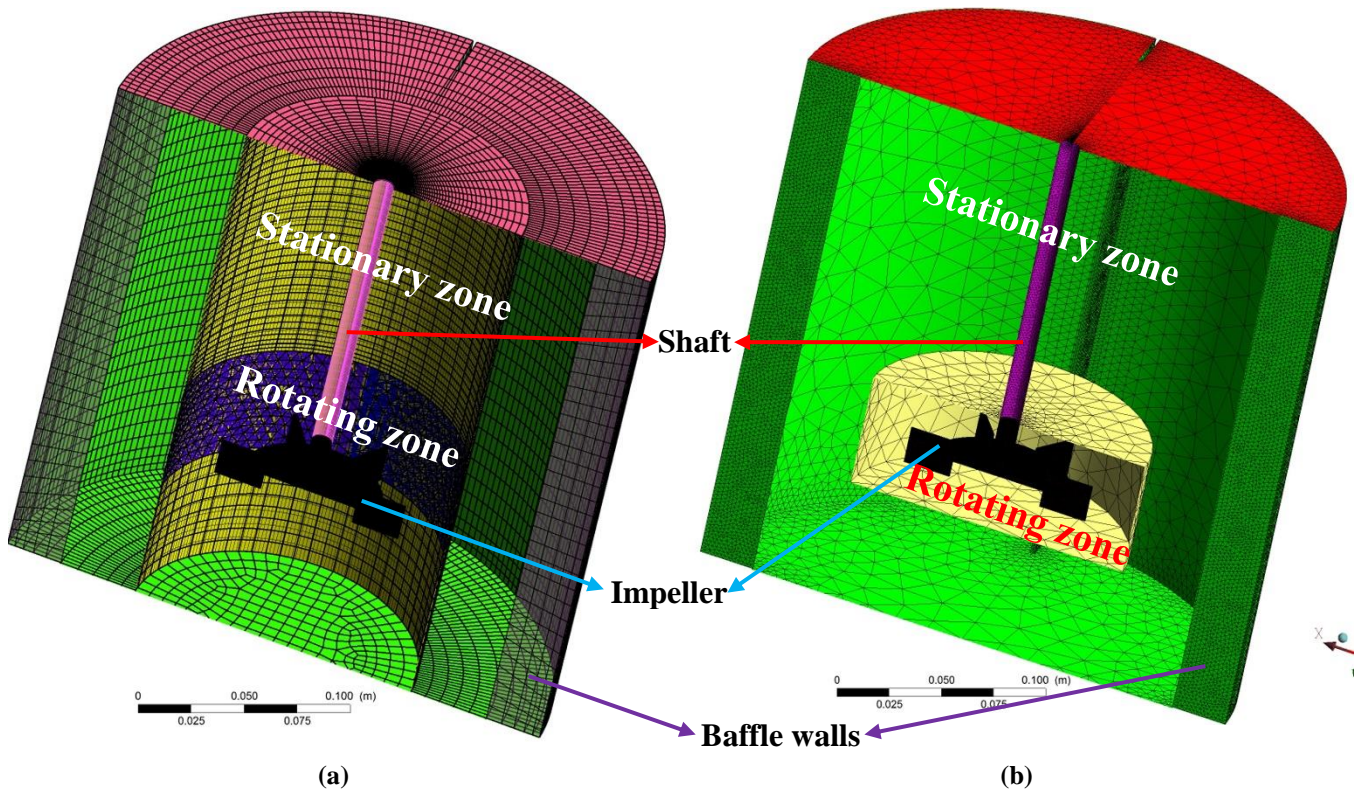 Stationary zone
Stationary zone
Shaft
Rotating zone
Rotating zone
Impeller
X
0 0.050 0.100 (m)
0.025 0.075
0 0.050 0.100 (m)
0.025 0.075
Baffle walls
(a) (b)